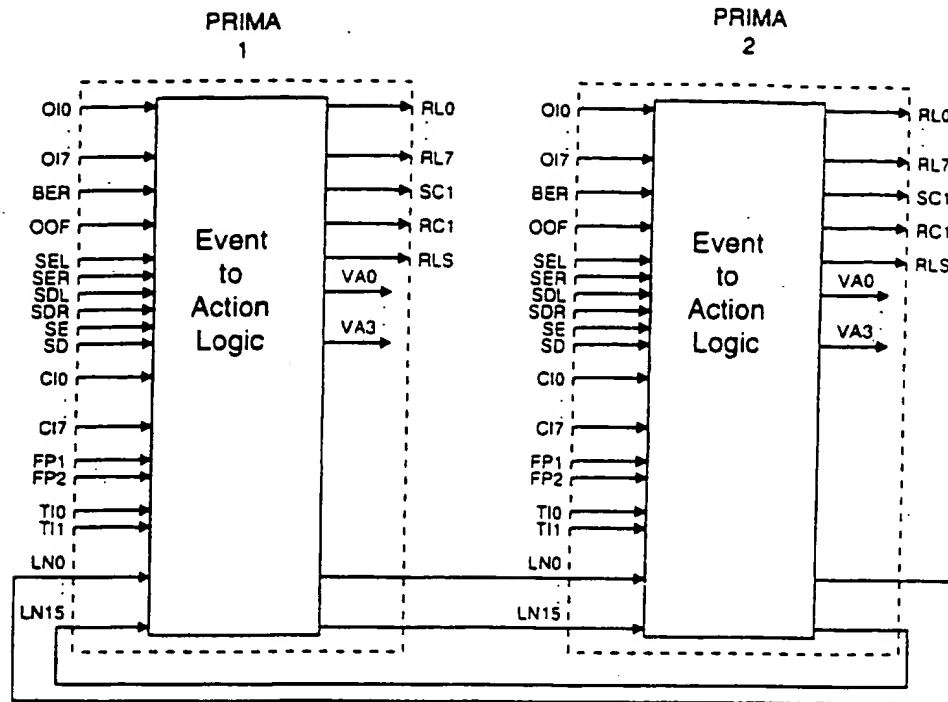 PRIMA
1
OI0
OI7
BER
OOF
SEL
SER
SDL
SDR
SE
SD
CI0
CI7
FP1
FP2
TI0
TI1
LN0
LN15
Event
to
Action
Logic
RL0
RL7
SC1
RC1
RLS
VA0
VA3
PRIMA
2
OI0
OI7
BER
OOF
SEL
SER
SDL
SDR
SE
SD
CI0
CI7
FP1
FP2
TI0
TI1
LN0
LN15
Event
to
Action
Logic
RL0
RL7
SC1
RC1
RLS
VA0
VA3